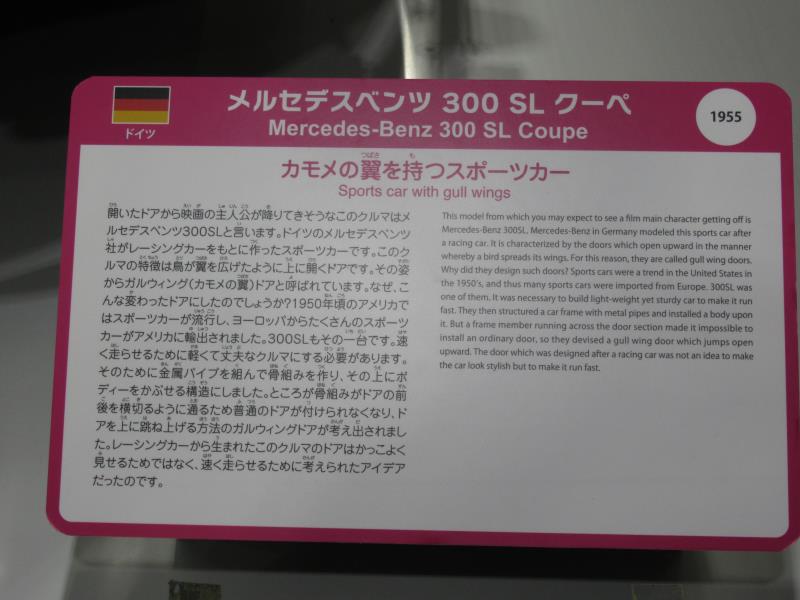 メルセデスベンツ 300 SL クーペ
ドイツ
Mercedes-Benz 300 SL Coupe
1955
カモメの翼を持つスポーツカー
Sports car with gull wings
開いたドアから映画の主人公が降りてきそうなこのクルマはメ
ルセデスベンツ300SLと言います。ドイツのメルセデスベンツ
社がレーシングカーをもとに作ったスポーツカーです。このク
ルマの特徴は鳥が翼を広げたように上に開くドアです。その姿
からガルウィング(カモメの翼)ドアと呼ばれています。なぜ、こ
んな変わったドアにしたのでしょうか?1950年頃のアメリカで
はスポーツカーが流行し、ヨーロッパからたくさんのスポーツ
カーがアメリカに輸出されました。300SLもその一台です。速
く走らせるために軽くて丈夫なクルマにする必要があります。
そのために金属パイプを組んで骨組みを作り、その上にボ
ディーをかぶせる構造にしました。ところが骨組みがドアの前
後を横切るように通るため普通のドアが付けられなくなり、ド
アを上に跳ね上げる方法のガルウィングドアが考え出されまし
た。レーシングカーから生まれたこのクルマのドアはかっこよく
見せるためではなく、速く走らせるために考えられたアイデア
だったのです。
This model from which you may expect to see a film main character getting off is
Mercedes-Benz 300SL. Mercedes-Benz in Germany modeled this sports car after
a racing car. It is characterized by the doors which open upward in the manner
whereby a bird spreads its wings. For this reason, they are called gull wing doors.
Why did they design such doors? Sports cars were a trend in the United States in
the 1950's, and thus many sports cars were imported from Europe. 300SL was
one of them. It was necessary to build light-weight yet sturdy car to make it run
fast. They then structured a car frame with metal pipes and installed a body upon
it. But a frame member running across the door section made it impossible to
install an ordinary door, so they devised a gull wing door which jumps open
upward. The door which was designed after a racing car was not an idea to make
the car look stylish but to make it run fast.